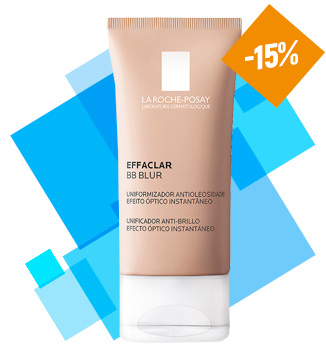 -15%
LA ROCHE-POSAY
LABORATOIRE DERMATOLOGIQUE
EFFACLAR
BB BLUR
UNIFORMIZADOR ANTIOLEOSIDADE
EFEITO ÓPTICO INSTANTÂNEO
UNIFICADOR ANTI-BRILLO
EFECTO ÓPTICO INSTANTÁNEO